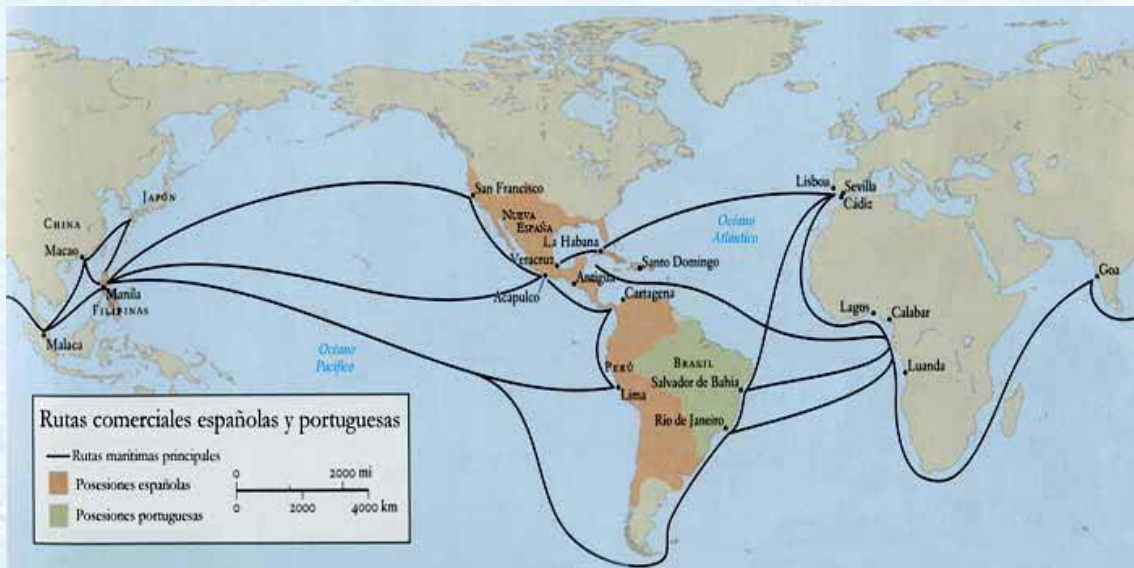 San Francisco
NUEVA
ESPAÑA
La Habana
Veracruz
Acapulco
Antigua
Santo Domingo
Cartagena
PERÚ
Lima
BRASIL
Salvador de Bahia
Río de Janeiro
Océano
Atlántico
Lisboa
Sevilla
Cádiz
Lagos
Calabar
Luanda
Goa
JAPÓN
CHINA
Macao
Manila
FILIPINAS
Malaca
Océano
Pacífico
Rutas comerciales españolas y portuguesas
Rutas marítimas principales
Posesiones españolas
Posesiones portuguesas
0 2000 mi
0 2000 4000 km